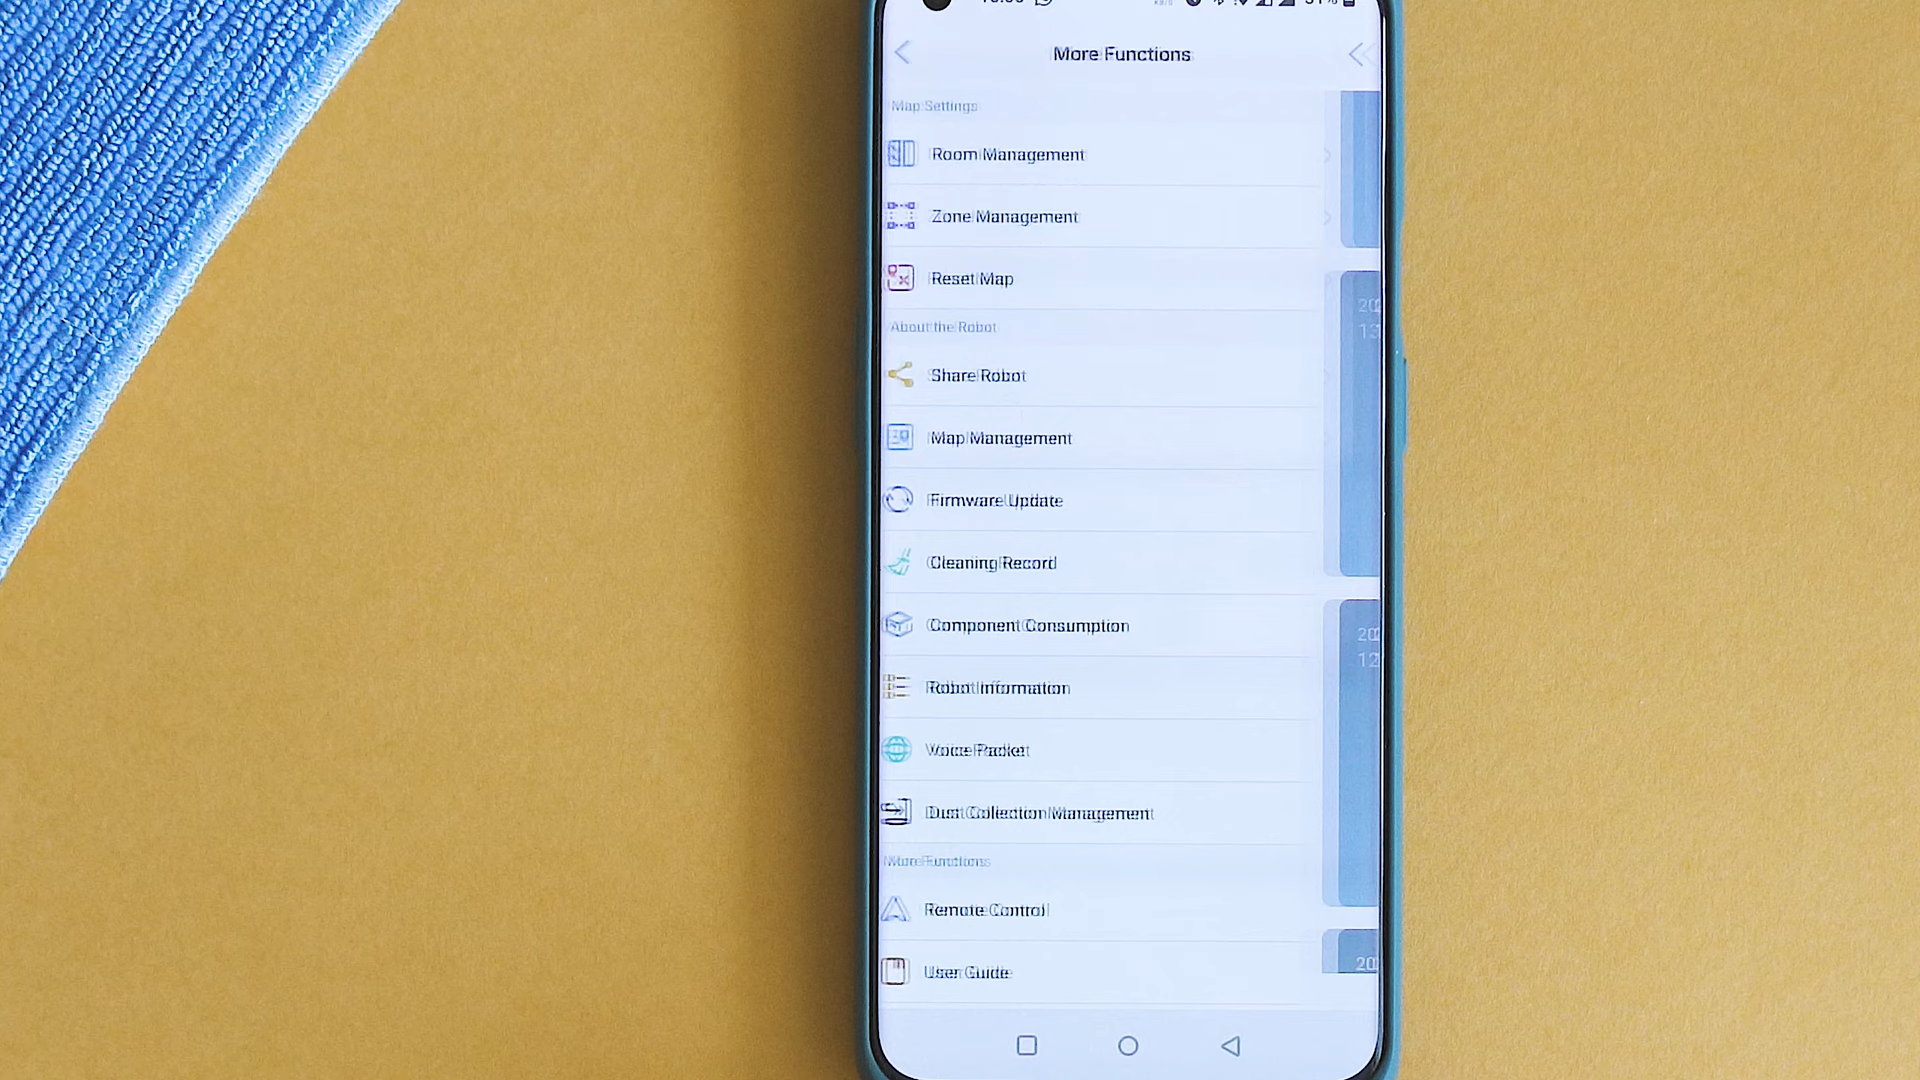 More Functions
Map Settings
Room Management
Zone Management
Reset Map
About the Robot
Share Robot
Map Management
Firmware Update
Cleaning Record
Component Consumption
Robot Information
Voice Packet
Dust Collection Management
More Functions
Remote Control
User Guide